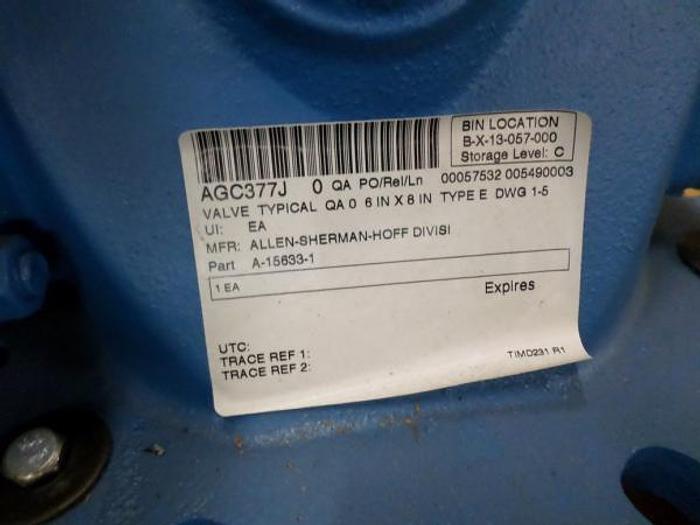 BIN LOCATION
B-X-13-057-000
Storage Level: C
AGC377J 0 QA PO/Rel/Ln 00057532 005490003
VALVE TYPICAL QA 0 6 IN X 8 IN TYPE E DWG 1-5
UI: EA
MFR: ALLEN-SHERMAN-HOFF DIVISI
Part A-15633-1
1 EA Expires
UTC:
TRACE REF 1:
TRACE REF 2:
TIMD231 R1